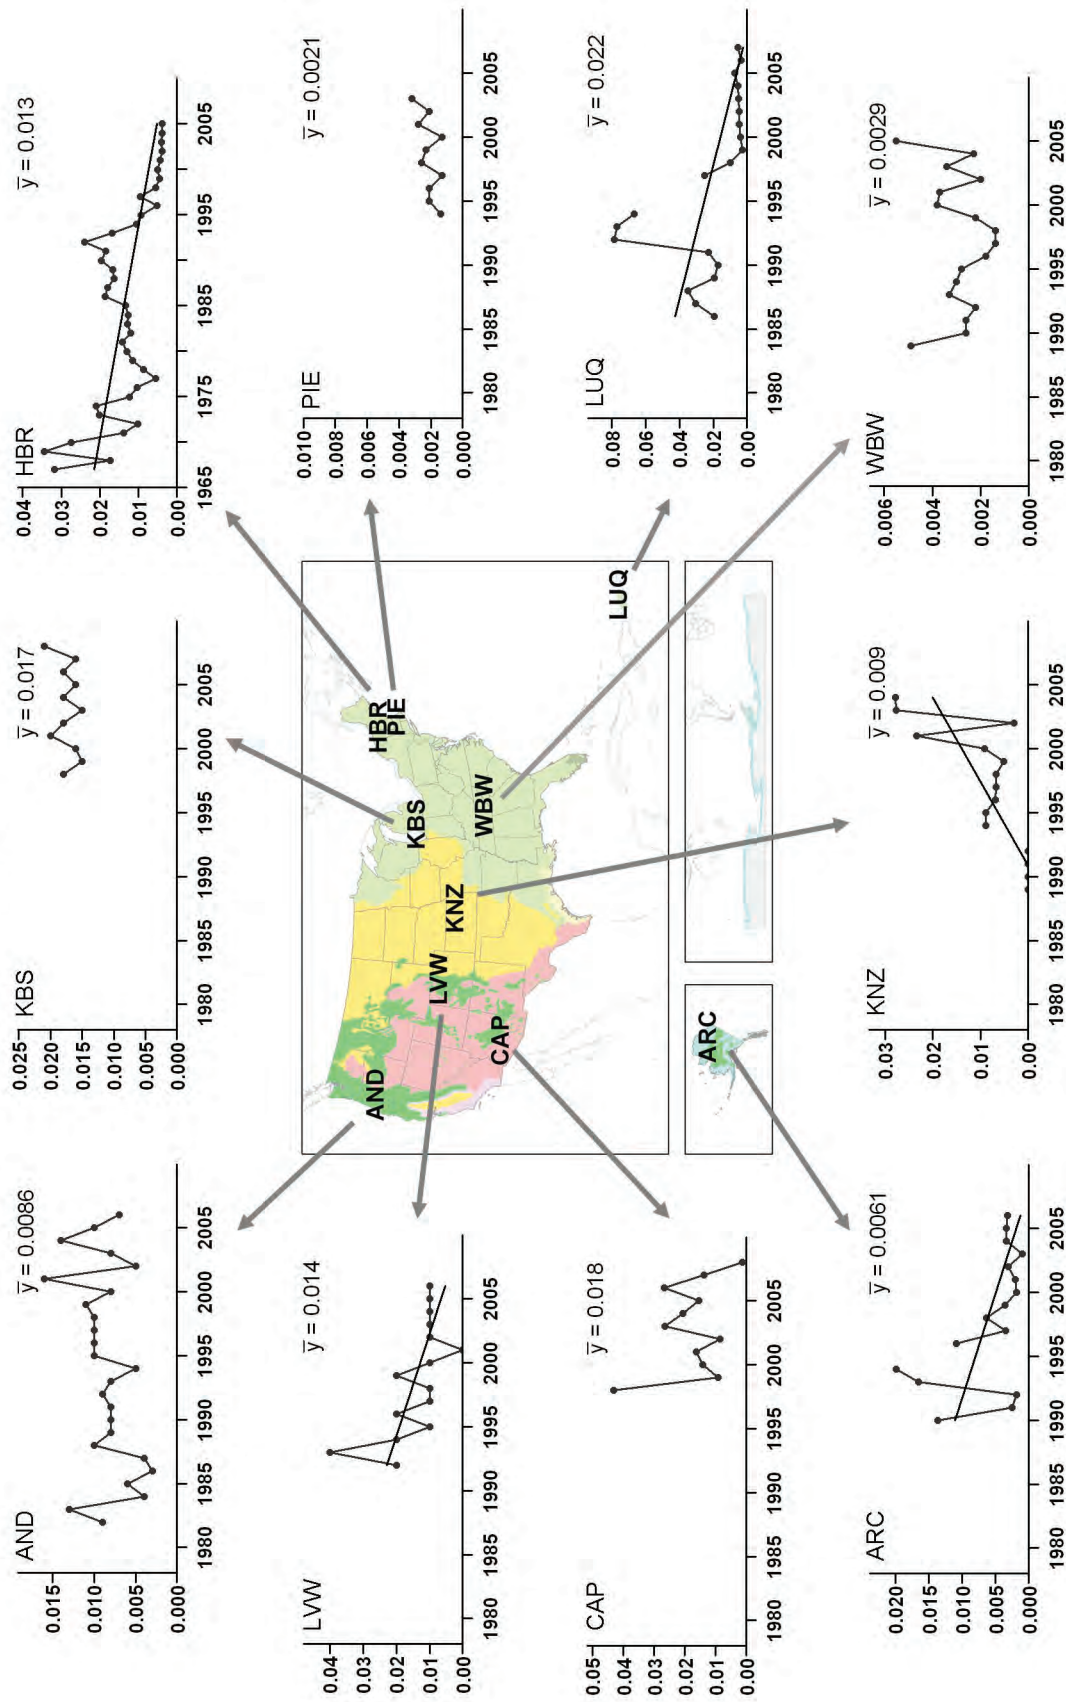 AND
y̅ = 0.0086
0.015
0.010
0.005
0.000
1980 1985 1990 1995 2000 2005
KBS
y̅ = 0.017
0.025
0.020
0.015
0.010
0.005
0.000
1980 1985 1990 1995 2000 2005
HBR
y̅ = 0.013
0.04
0.03
0.02
0.01
0.00
1965 1975 1985 1995 2005
LVW
y̅ = 0.014
0.04
0.03
0.02
0.01
0.00
1980 1985 1990 1995 2000 2005
AND
HBR
PIE
KBS
LVW
KNZ
WBW
CAP
LUQ
ARC
PIE
y̅ = 0.0021
0.010
0.008
0.006
0.004
0.002
0.000
1980 1985 1990 1995 2000 2005
CAP
y̅ = 0.018
0.05
0.04
0.03
0.02
0.01
0.00
1980 1985 1990 1995 2000 2005
LUQ
y̅ = 0.022
0.08
0.06
0.04
0.02
0.00
1980 1985 1990 1995 2000 2005
ARC
y̅ = 0.0061
0.020
0.015
0.010
0.005
0.000
1980 1985 1990 1995 2000 2005
KNZ
y̅ = 0.009
0.03
0.02
0.01
0.00
1980 1985 1990 1995 2000 2005
WBW
y̅ = 0.0029
0.006
0.004
0.002
0.000
1980 1985 1990 1995 2000 2005